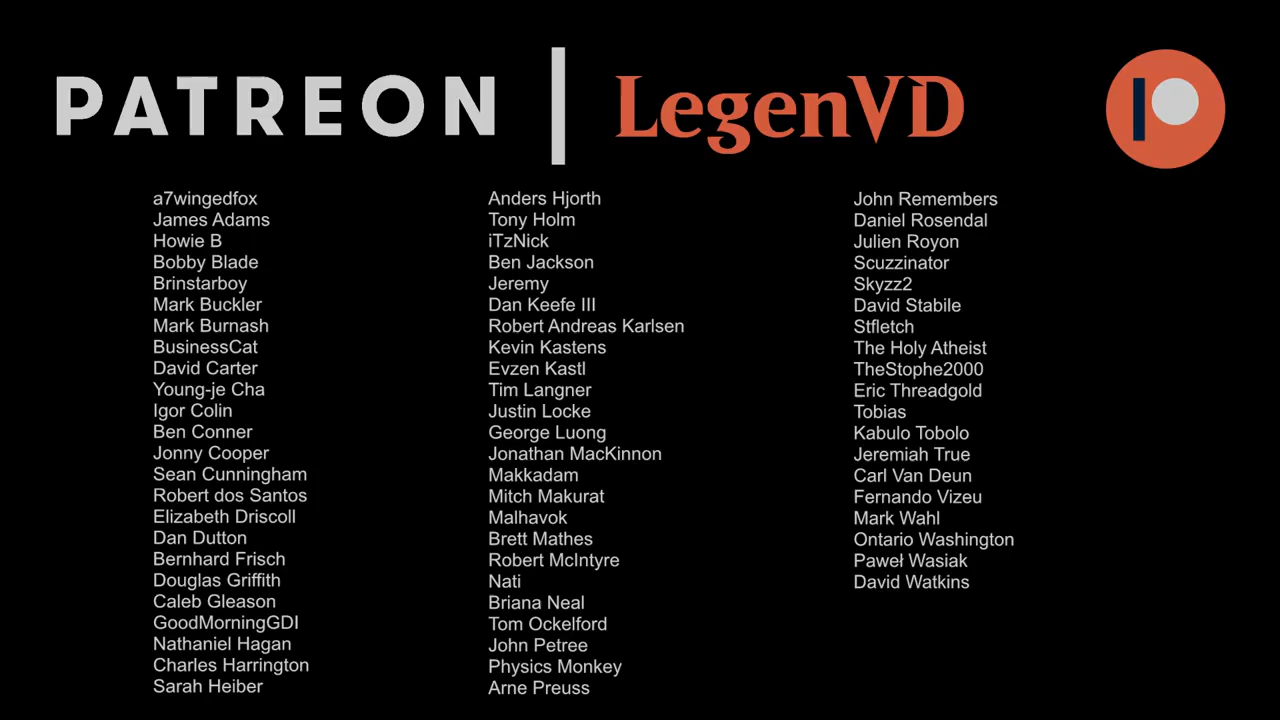 PATREON | LegenVD
a7wingedfox
James Adams
Howie B
Bobby Blade
Brinstarboy
Mark Buckler
Mark Burnash
BusinessCat
David Carter
Young-je Cha
Igor Colin
Ben Conner
Jonny Cooper
Sean Cunningham
Robert dos Santos
Elizabeth Driscoll
Dan Dutton
Bernhard Frisch
Douglas Griffith
Caleb Gleason
GoodMorningGDI
Nathaniel Hagan
Charles Harrington
Sarah Heiber
Anders Hjorth
Tony Holm
iTzNick
Ben Jackson
Jeremy
Dan Keefe III
Robert Andreas Karlsen
Kevin Kastens
Evzen Kastl
Tim Langner
Justin Locke
George Luong
Jonathan MacKinnon
Makkadam
Mitch Makurat
Malhavok
Brett Mathes
Robert McIntyre
Nati
Briana Neal
Tom Ockelford
John Petree
Physics Monkey
Arne Preuss
John Remembers
Daniel Rosendal
Julien Royon
Scuzzinator
Skyzz2
David Stabile
Stfletch
The Holy Atheist
TheStophe2000
Eric Threadgold
Tobias
Kabulo Tobolo
Jeremiah True
Carl Van Deun
Fernando Vizeu
Mark Wahl
Ontario Washington
Paweł Wasiak
David Watkins